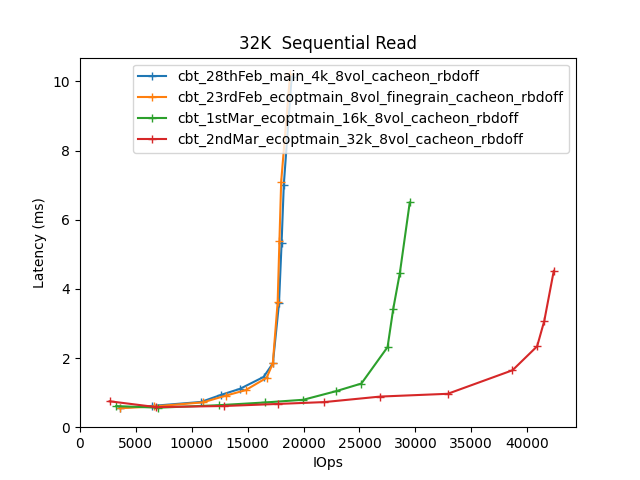 32K  Sequential Read
cbt_28thFeb_main_4k_8vol_cacheon_rbdoff
cbt_23rdFeb_ecoptmain_8vol_finegrain_cacheon_rbdoff
cbt_1stMar_ecoptmain_16k_8vol_cacheon_rbdoff
cbt_2ndMar_ecoptmain_32k_8vol_cacheon_rbdoff
Latency (ms)
10
8
6
4
2
0
0 5000 10000 15000 20000 25000 30000 35000 40000
IOps